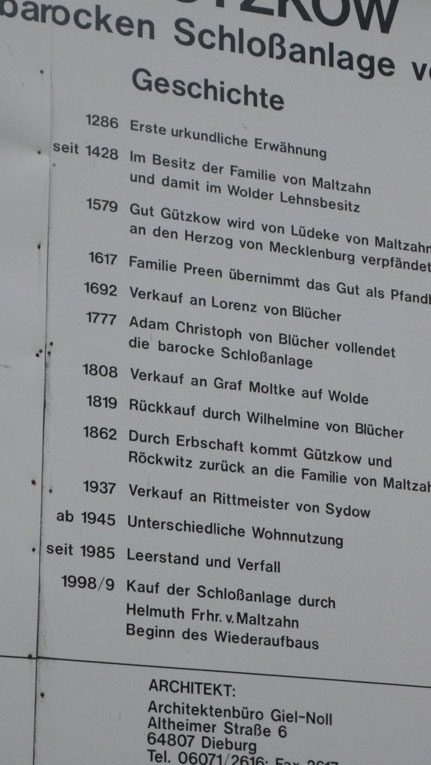 barocken Schloßanlage
Geschichte
1286 Erste urkundliche Erwähnung
seit 1428 Im Besitz der Familie von Maltzahn
und damit im Wolder Lehnsbesitz
1579 Gut Gützkow wird von Lüdeke von Maltzahn
an den Herzog von Mecklenburg verpfändet
1617 Familie Preen übernimmt das Gut als
1692 Verkauf an Lorenz von Blücher
1777 Adam Christoph von Blücher vollendet
die barocke Schloßanlage
1808 Verkauf an Graf Moltke auf Wolde
1819 Rückkauf durch Wilhelmine von Blücher
1862 Durch Erbschaft kommt Gützkow und
Röckwitz zurück an die Familie von
1937 Verkauf an Rittmeister von Sydow
ab 1945 Unterschiedliche Wohnnutzung
seit 1985 Leerstand und Verfall
1998/9 Kauf der Schloßanlage durch
Helmuth Frhr. v. Maltzahn
Beginn des Wiederaufbaus
ARCHITEKT:
Architektenbüro Giel-Noll
Altheimer Straße 6
64807 Dieburg
Tel. 06071/2616; Fax